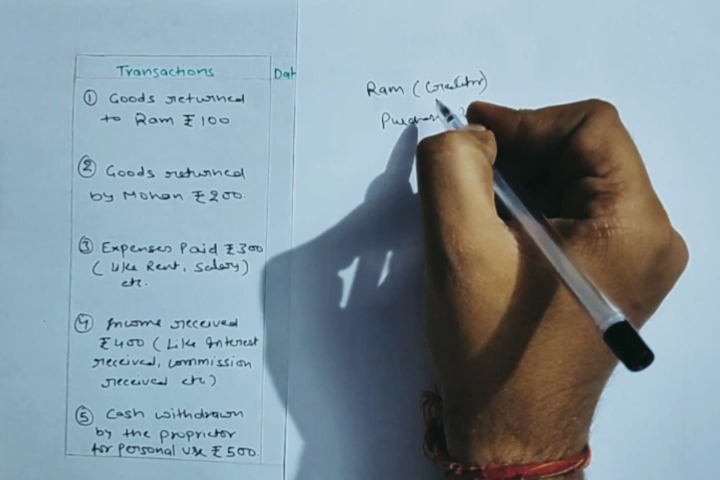 Transactions
Dat
① Goods returned
to Ram ₹100
② Goods returned
by Mohan ₹200
③ Expenses Paid ₹300
(Like Rent, Salary)
etc.
④ Income received
₹400 (Like Interest
received, commission
received etc)
⑤ Cash withdrawn
by the proprietor
for Personal use ₹500.
Ram (Creditor)